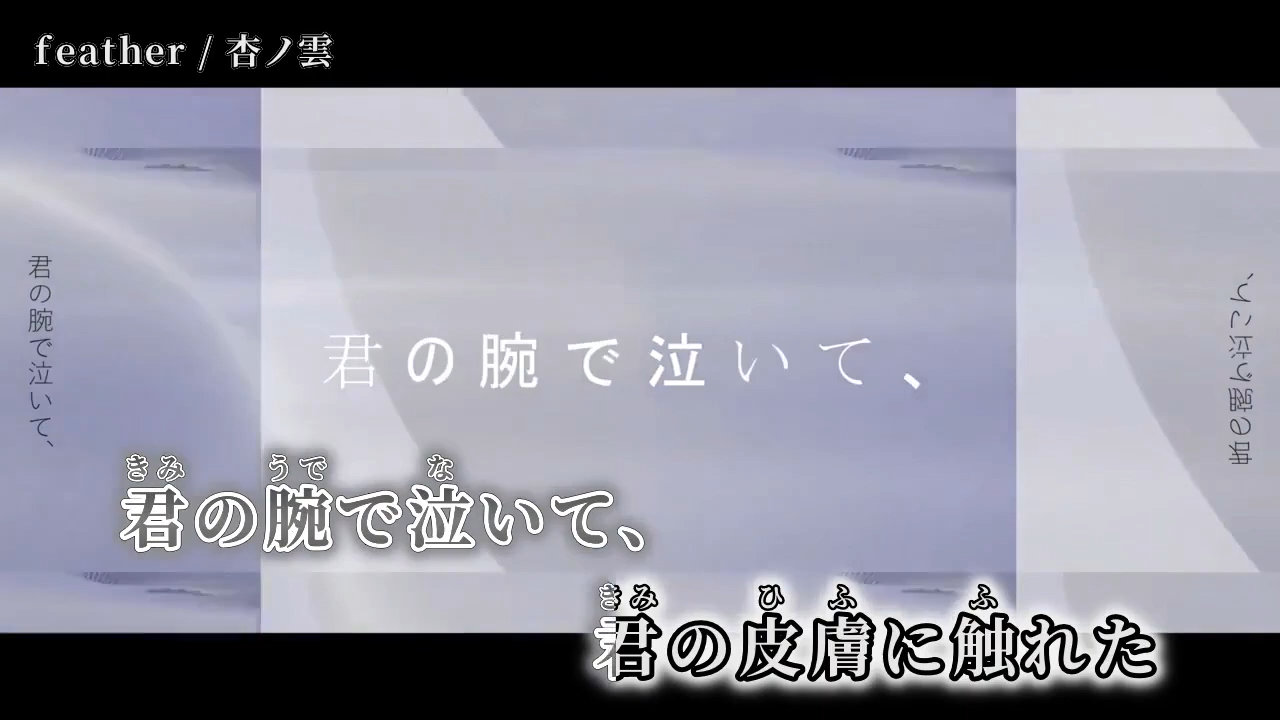 feather / 杏ノ雲
君の腕で泣いて、
君の腕で泣いて、
君の腕で泣いて、
きみ うで な
君の腕で泣いて、
きみ ひ ふ ふ
君の皮膚に触れた